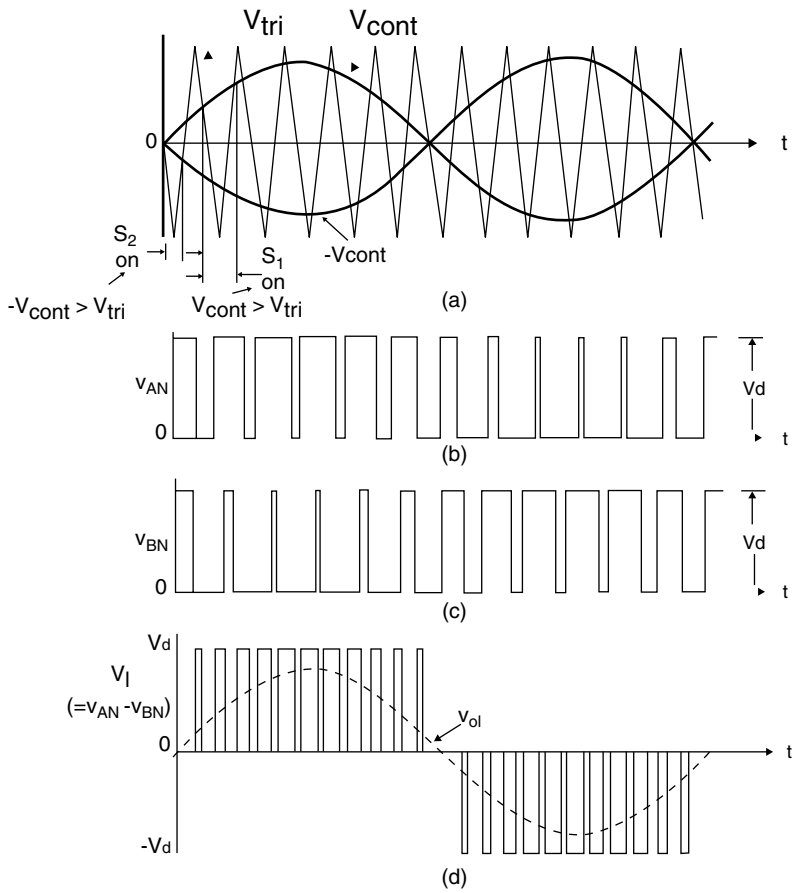 Vtri Vcont
0 t
S2
on
-Vcont
S1
on
-Vcont > Vtri
Vcont > Vtri
(a)
vAN
0
Vd
t
(b)
vBN
0
Vd
t
(c)
Vd
VI
(=vAN -vBN)
vol
0 t
-Vd
(d)